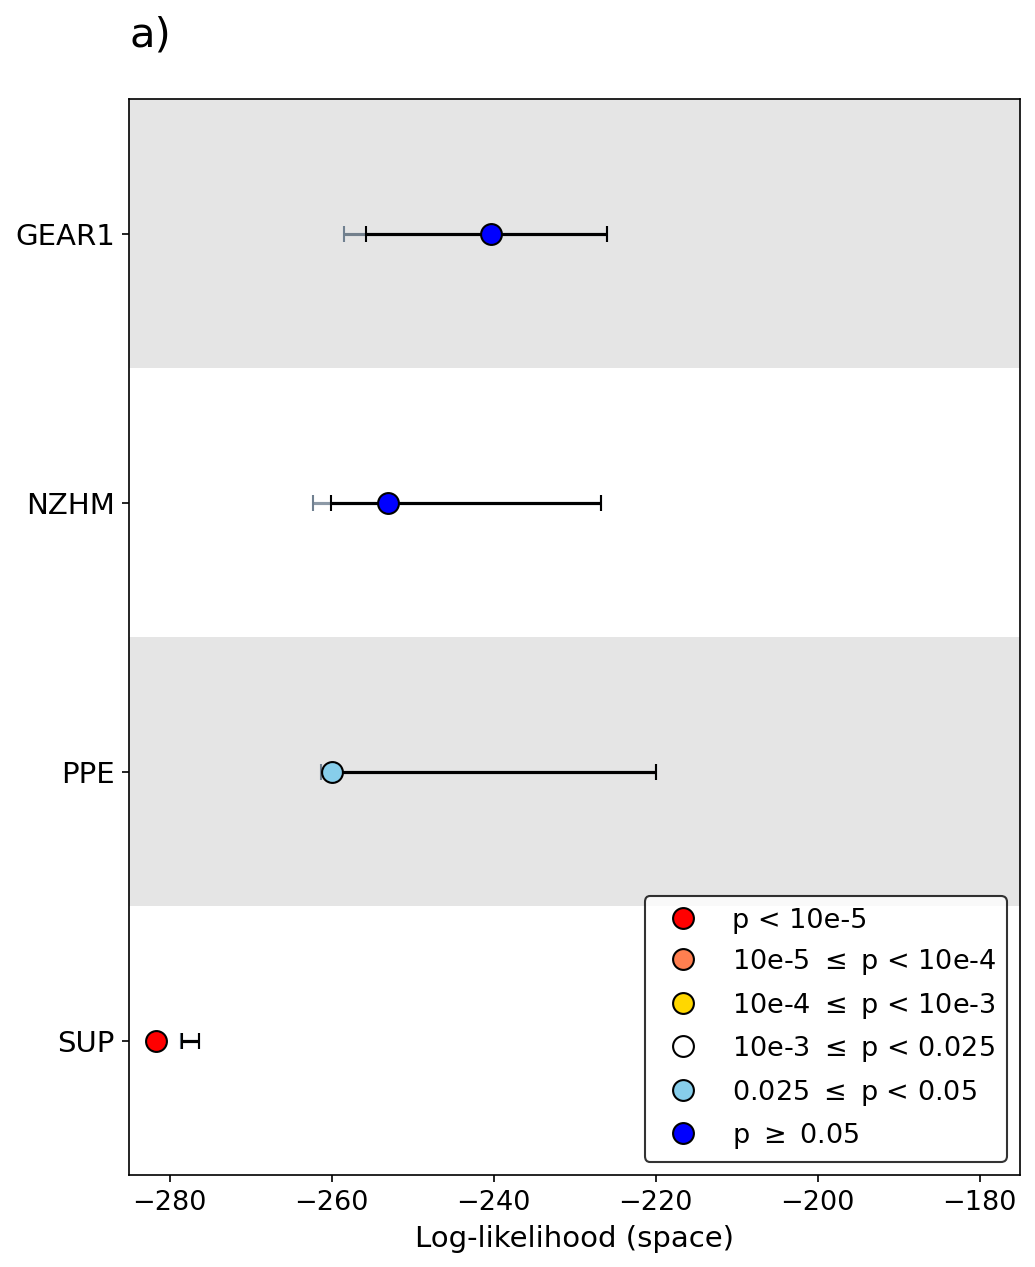 a)
GEAR1
NZHM
PPE
SUP
p < 10e-5
10e-5 ≤ p < 10e-4
10e-4 ≤ p < 10e-3
10e-3 ≤ p < 0.025
0.025 ≤ p < 0.05
p ≥ 0.05
−280 −260 −240 −220 −200 −180
Log-likelihood (space)